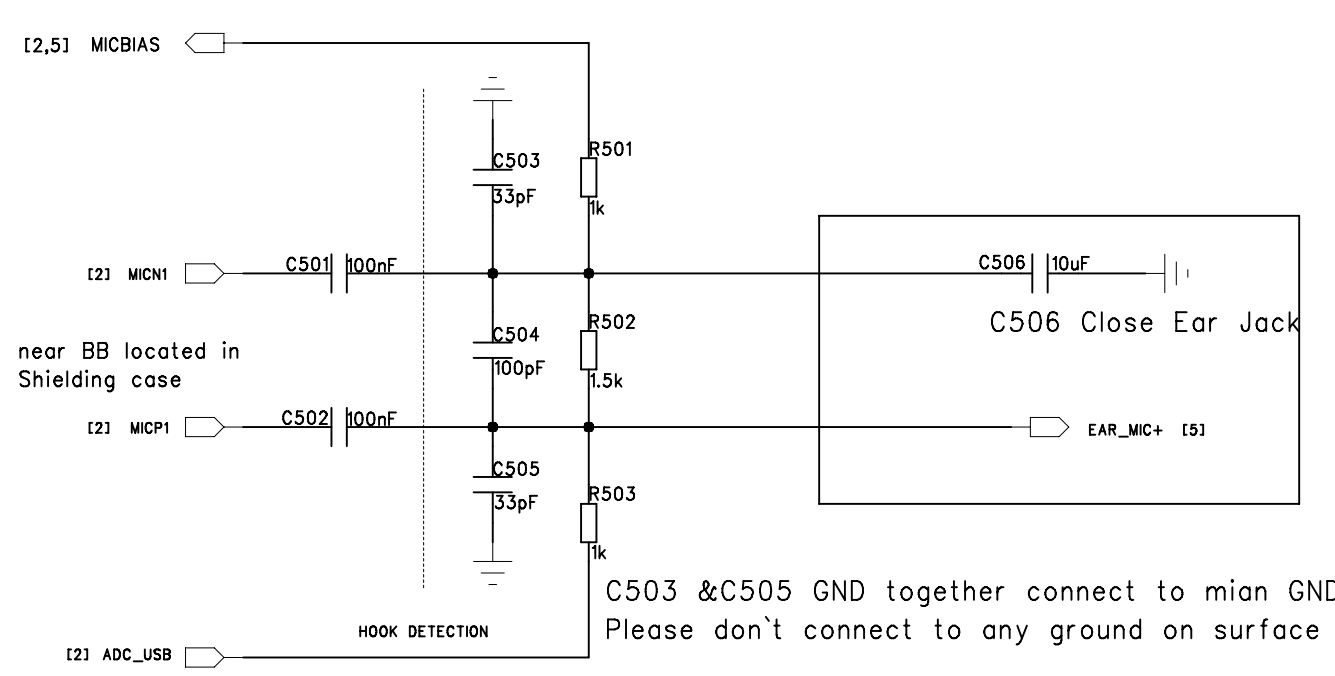 [2,5] MICBIAS
R501
C503
33pF
1k
[2] MICN1
C501
100nF
C506
10uF
C506 Close Ear Jack
R502
C504
100pF
1.5k
near BB located in
Shielding case
[2] MICP1
C502
100nF
EAR_MIC+ [5]
C505
33pF
R503
1k
C503 &C505 GND together connect to mian GND
Please don`t connect to any ground on surface
HOOK DETECTION
[2] ADC_USB